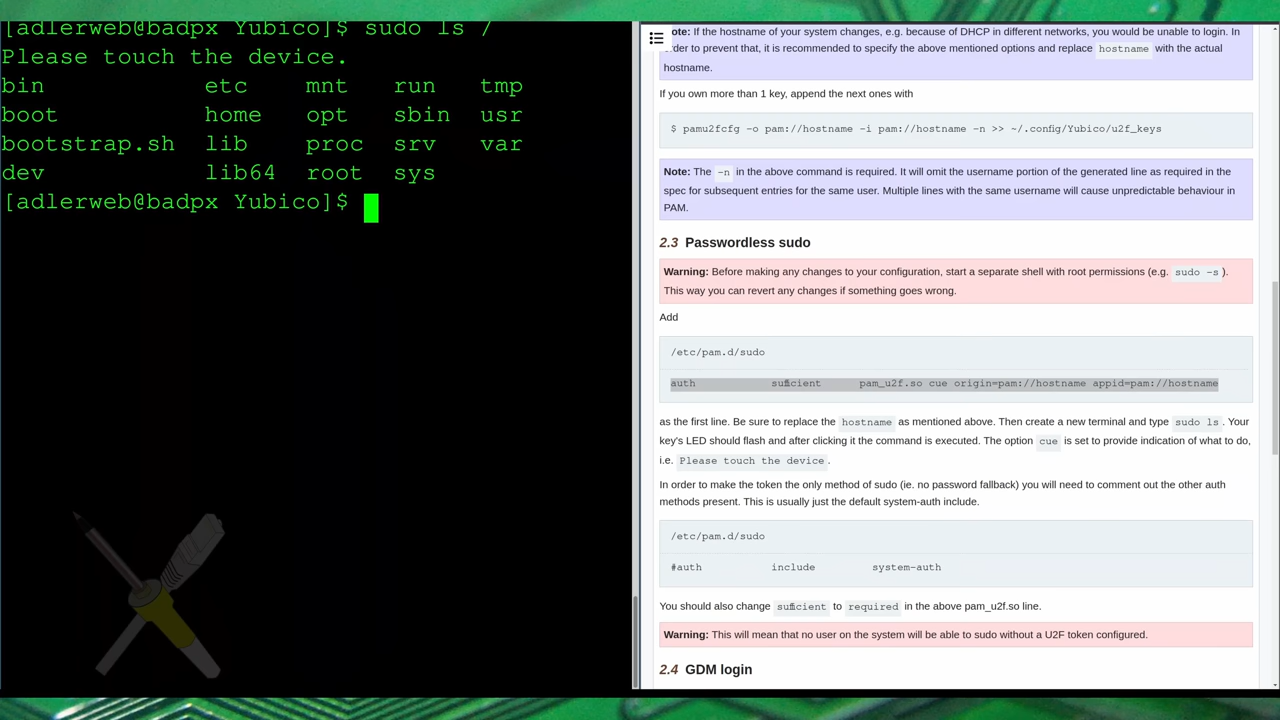 [adlerweb@badpx Yubico]$ sudo ls /
Please touch the device.
bin etc mnt run tmp
boot home opt sbin usr
bootstrap.sh lib proc srv var
dev lib64 root sys
[adlerweb@badpx Yubico]$
Note: If the hostname of your system changes, e.g. because of DHCP in different networks, you would be unable to login. In
order to prevent that, it is recommended to specify the above mentioned options and replace hostname with the actual
hostname.
If you own more than 1 key, append the next ones with
$ pamu2fcfg -o pam://hostname -i pam://hostname -n >> ~/.config/Yubico/u2f_keys
Note: The -n in the above command is required. It will omit the username portion of the generated line as required in the
spec for subsequent entries for the same user. Multiple lines with the same username will cause unpredictable behaviour in
PAM.
2.3 Passwordless sudo
Warning: Before making any changes to your configuration, start a separate shell with root permissions (e.g. sudo -s).
This way you can revert any changes if something goes wrong.
Add
/etc/pam.d/sudo
auth sufficient pam_u2f.so cue origin=pam://hostname appid=pam://hostname
as the first line. Be sure to replace the hostname as mentioned above. Then create a new terminal and type sudo ls. Your
key's LED should flash and after clicking it the command is executed. The option cue is set to provide indication of what to do,
i.e. Please touch the device.
In order to make the token the only method of sudo (ie. no password fallback) you will need to comment out the other auth
methods present. This is usually just the default system-auth include.
/etc/pam.d/sudo
#auth include system-auth
You should also change sufficient to required in the above pam_u2f.so line.
Warning: This will mean that no user on the system will be able to sudo without a U2F token configured.
2.4 GDM login